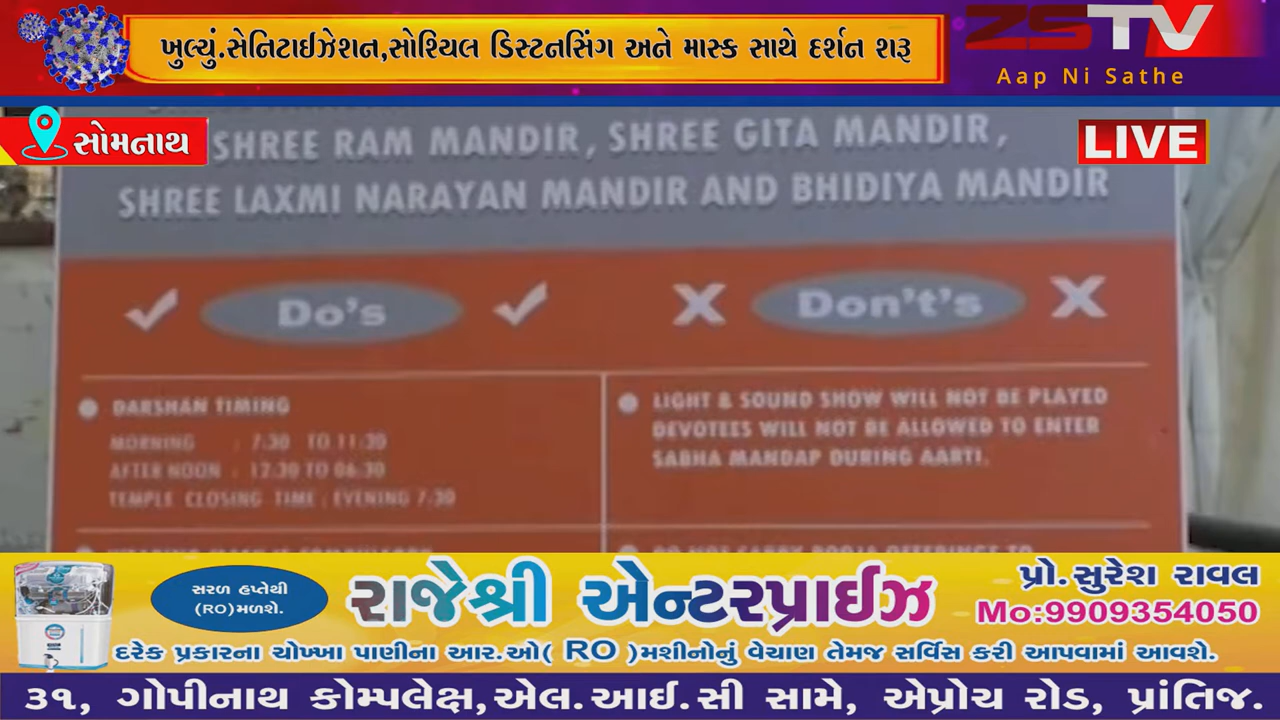 ખુલ્યું.સેનિટાઈઝેશન,સોશ્યિલ ડિસ્ટનસિંગ અને માસ્ક સાથે દર્શન શરૂ
ZSTV
Aap Ni Sathe
સોમનાથ
LIVE
SHREE RAM MANDIR, SHREE GITA MANDIR,
SHREE LAXMI NARAYAN MANDIR AND BHIDIYA MANDIR
Do's
Don't's
DARSHAN TIMING
MORNING : 7.30 TO 11:30
AFTER NOON : 12.30 TO 06.30
TEMPLE CLOSING TIME : EVENING 7.30
LIGHT & SOUND SHOW WILL NOT BE PLAYED
DEVOTEES WILL NOT BE ALLOWED TO ENTER
SABHA MANDAP DURING AARTI.
સરળ હપ્તેથી
(RO)મળશે.
રાજેશ્રી એન્ટરપ્રાઈઝ
પ્રો.સુરેશ રાવલ
Mo:9909354050
દરેક પ્રકારના ચોખ્ખા પાણીના આર.ઓ( RO )મશીનોનું વેચાણ તેમજ સર્વિસ કરી આપવામાં આવશે.
૩૧, ગોપીનાથ કોમ્પલેક્ષ,એલ.આઈ.સી સામે, એપ્રોચ રોડ, પ્રાંતિજ.